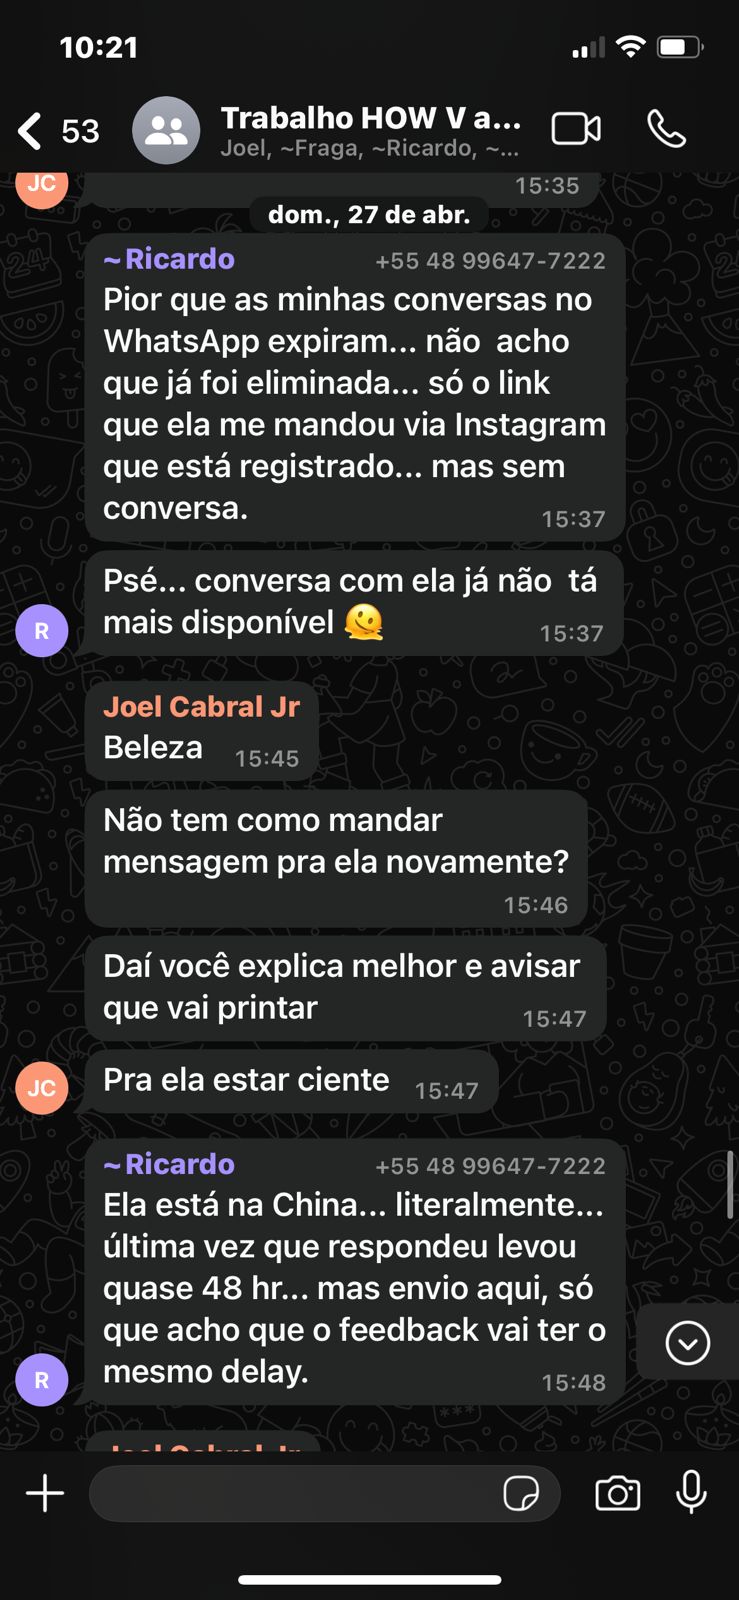 10:21
53
Trabalho HOW V a...
Joel, ~Fraga, ~Ricardo, ~...
JC
15:35
dom., 27 de abr.
~Ricardo +55 48 99647-7222
Pior que as minhas conversas no
WhatsApp expiram... não  acho
que já foi eliminada... só o link
que ela me mandou via Instagram
que está registrado... mas sem
conversa.
15:37
Psé... conversa com ela já não  tá
mais disponível 🫠
15:37
R
Joel Cabral Jr
Beleza 15:45
Não tem como mandar
mensagem pra ela novamente?
15:46
Daí você explica melhor e avisar
que vai printar
15:47
Pra ela estar ciente 15:47
JC
~Ricardo +55 48 99647-7222
Ela está na China... literalmente...
última vez que respondeu levou
quase 48 hr... mas envio aqui, só
que acho que o feedback vai ter o
mesmo delay.
15:48
R
Joel Cabral Jr